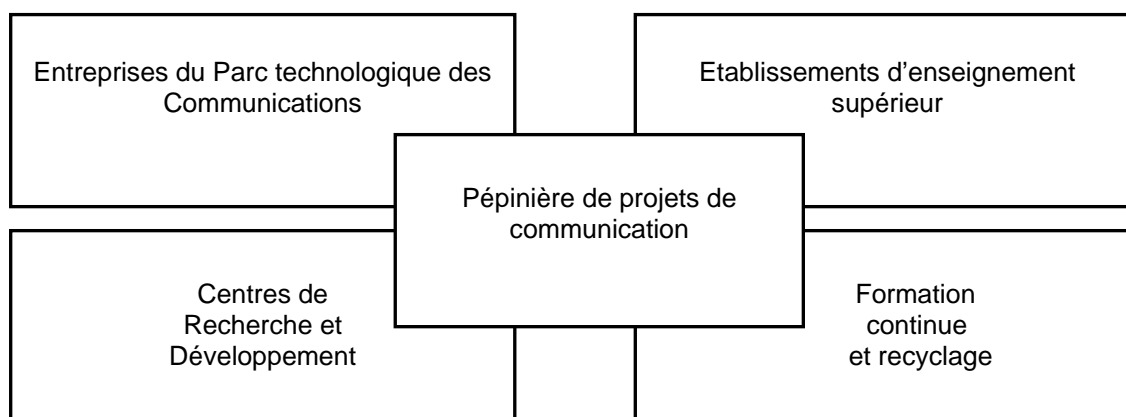 Entreprises du Parc technologique des
Communications
Etablissements d’enseignement
supérieur
Pépinière de projets de
communication
Centres de
Recherche et
Développement
Formation
continue
et recyclage